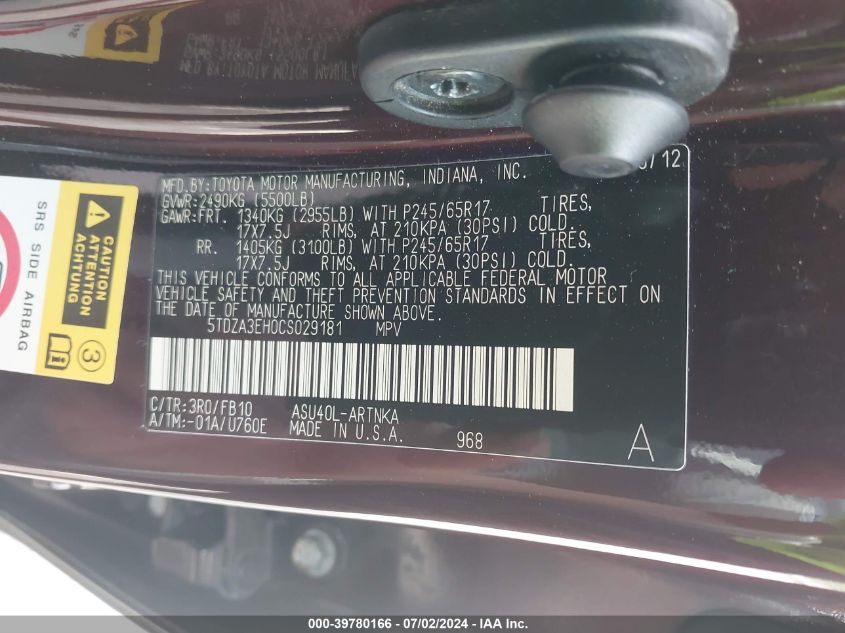 /12
MFD.BY:TOYOTA MOTOR MANUFACTURING, INDIANA, INC.
GVWR:2490KG (5500LB)
GAWR:FRT. 1340KG (2955LB) WITH P245/65R17 TIRES,
17X7.5J RIMS, AT 210KPA (30PSI) COLD.
RR. 1405KG (3100LB) WITH P245/65R17 TIRES,
17X7.5J RIMS, AT 210KPA (30PSI) COLD.
THIS VEHICLE CONFORMS TO ALL APPLICABLE FEDERAL MOTOR
VEHICLE SAFETY AND THEFT PREVENTION STANDARDS IN EFFECT ON
THE DATE OF MANUFACTURE SHOWN ABOVE.
5TDZA3EH0CS029181 MPV
C/TR:3R0/FB10 ASU40L-ARTNKA
A/TM:-01A/U760E MADE IN U.S.A. 968
A
SRS SIDE AIRBAG
CAUTION
ATTENTION
ACHTUNG
3
000-39780166 - 07/02/2024 - IAA Inc.